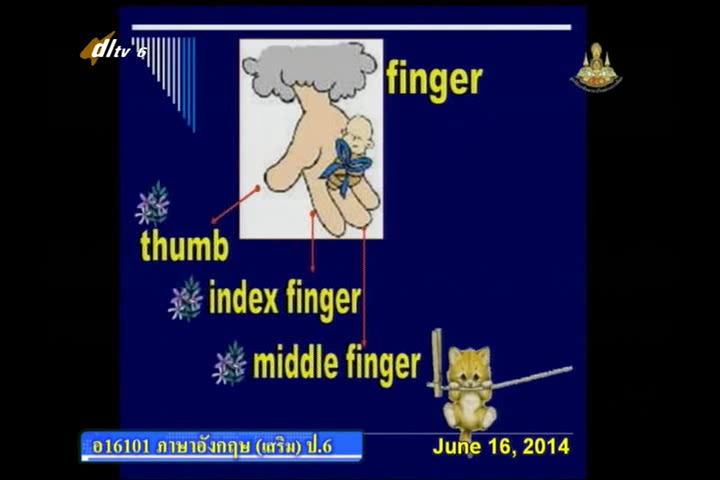 dltv 6
finger
thumb
index finger
middle finger
อ16101 ภาษาอังกฤษ (เสริม) ป.6
June 16, 2014